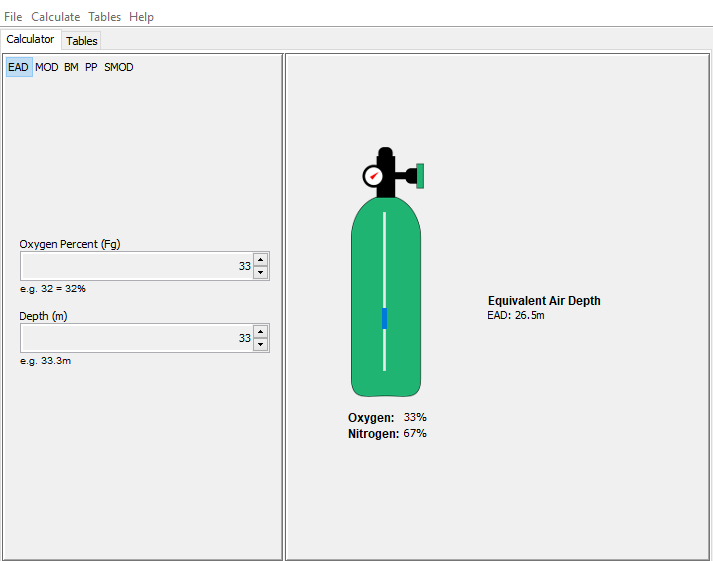 File Calculate Tables Help
Calculator Tables
EAD MOD BM PP SMOD
Oxygen Percent (Fg)
33
e.g. 32 = 32%
Depth (m)
33
e.g. 33.3m
Equivalent Air Depth
EAD: 26.5m
Oxygen: 33%
Nitrogen: 67%